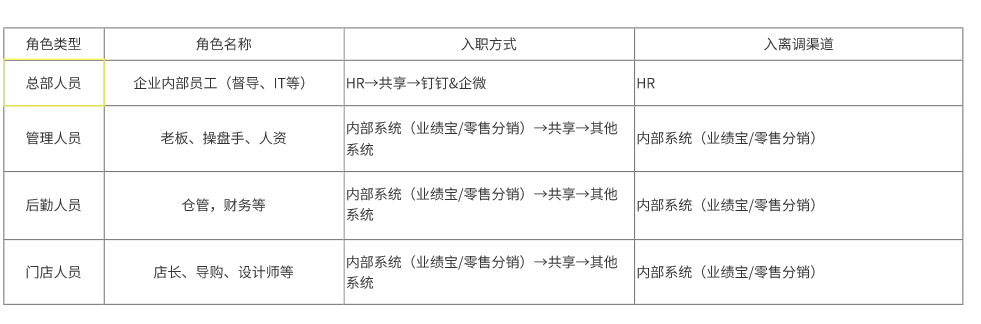 角色类型 角色名称 入职方式 入离调渠道
总部人员 企业内部员工（督导、IT等） HR→共享→钉钉&企微 HR
管理人员 老板、操盘手、人资 内部系统（业绩宝/零售分销）→共享→其他
系统 内部系统（业绩宝/零售分销）
后勤人员 仓管，财务等 内部系统（业绩宝/零售分销）→共享→其他
系统 内部系统（业绩宝/零售分销）
门店人员 店长、导购、设计师等 内部系统（业绩宝/零售分销）→共享→其他
系统 内部系统（业绩宝/零售分销）